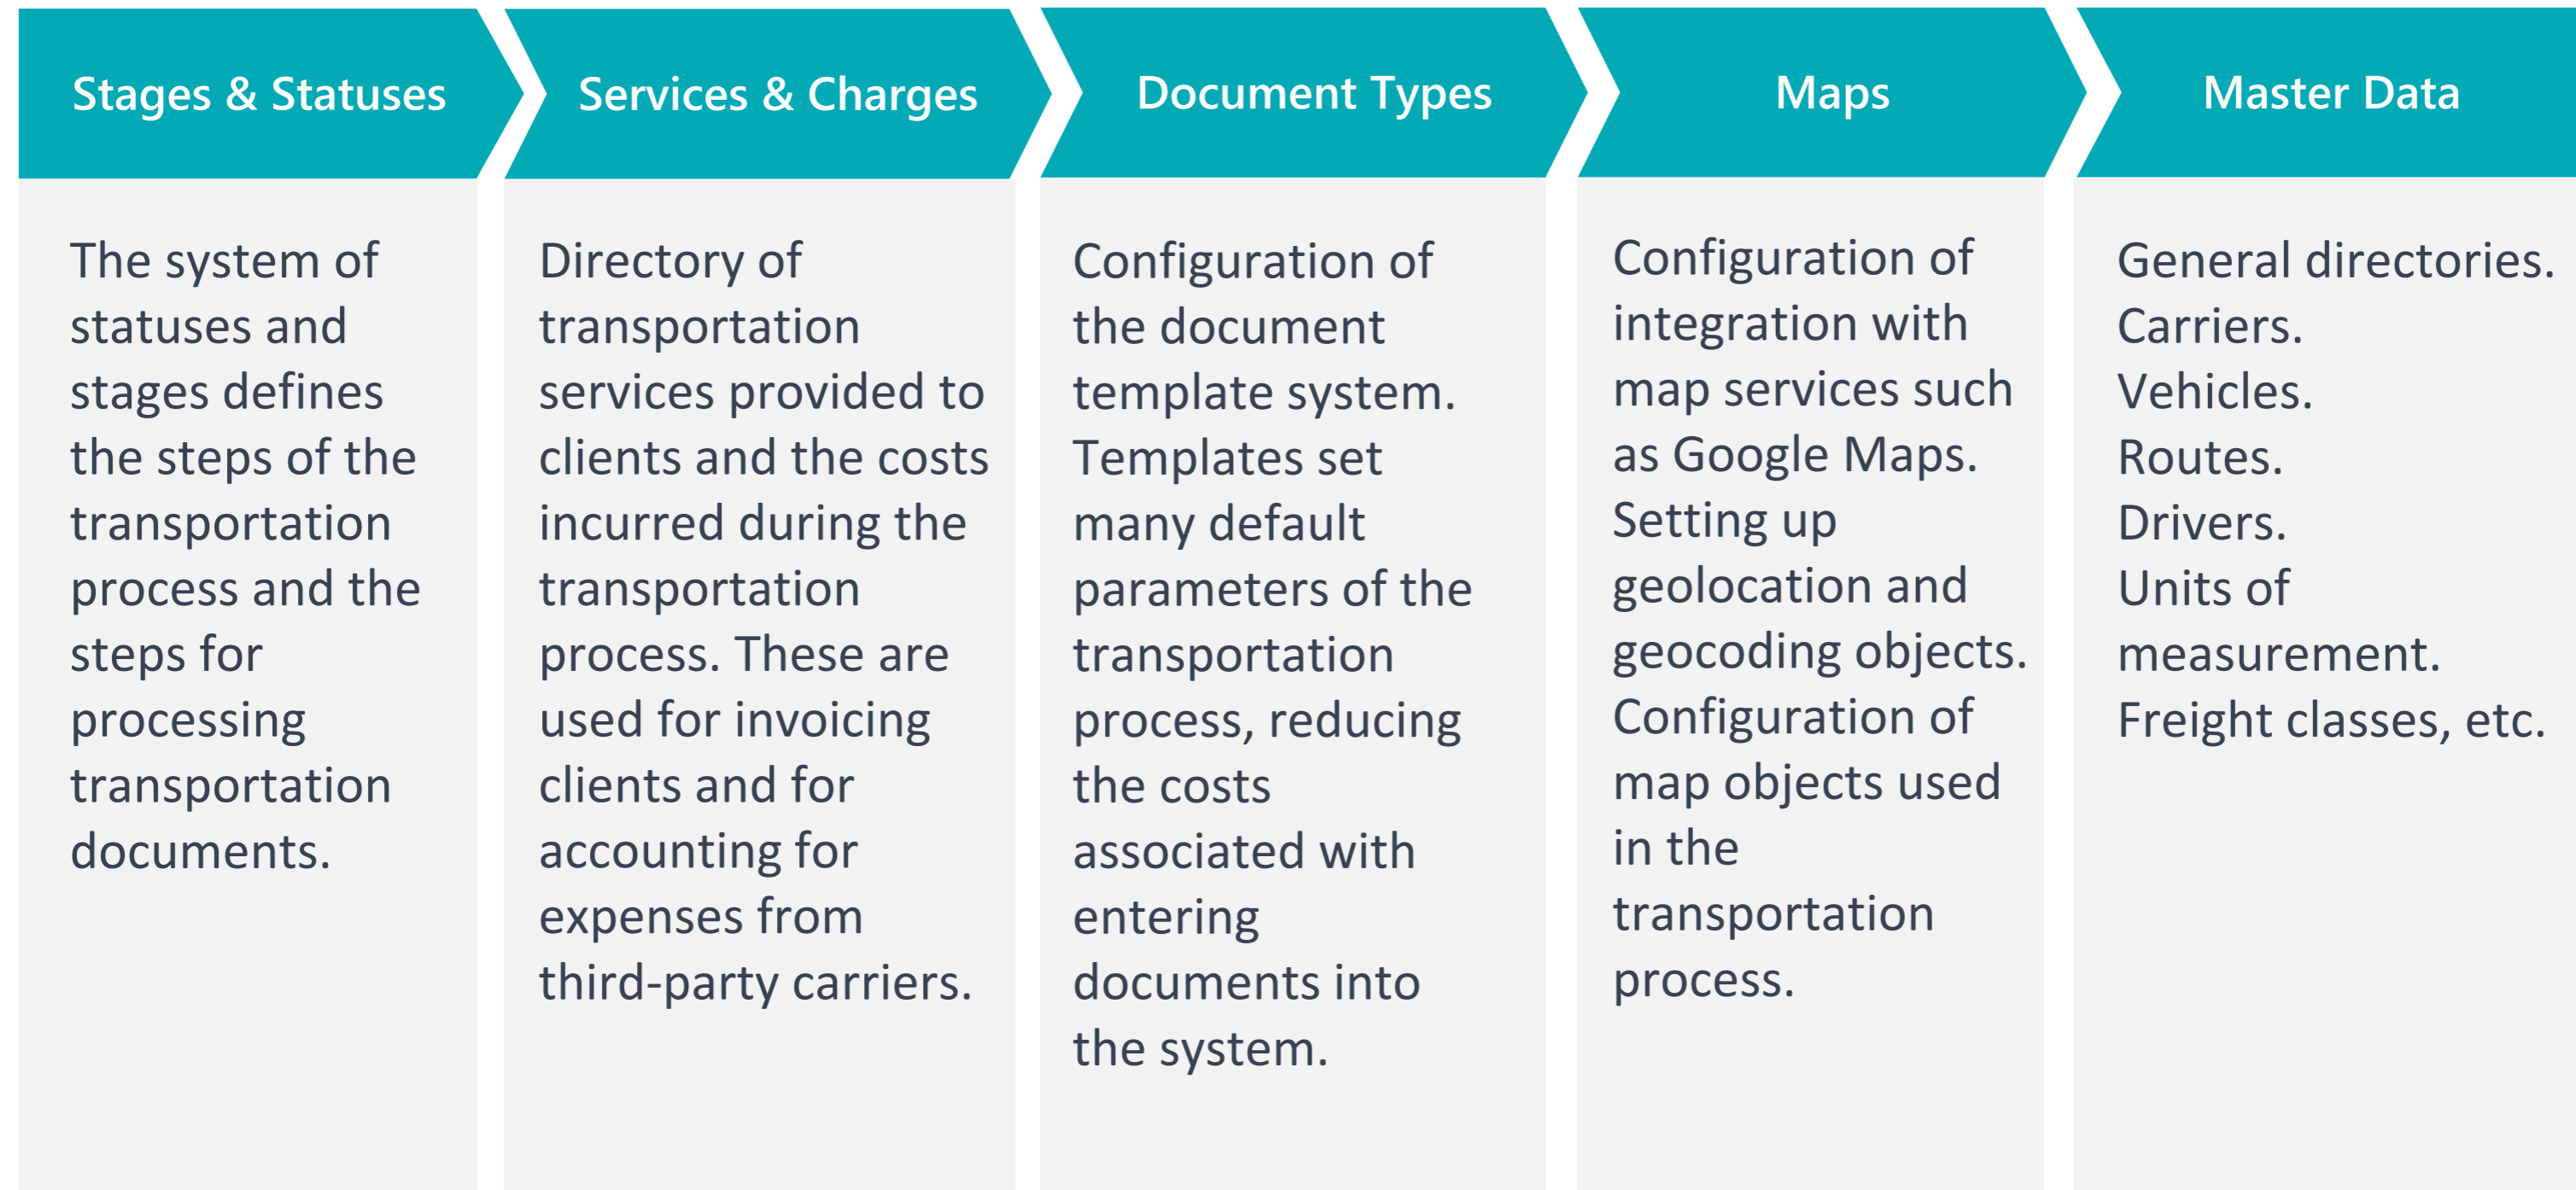 Stages & Statuses
The system of
statuses and
stages defines
the steps of the
transportation
process and the
steps for
processing
transportation
documents.
Services & Charges
Directory of
transportation
services provided to
clients and the costs
incurred during the
transportation
process. These are
used for invoicing
clients and for
accounting for
expenses from
third-party carriers.
Document Types
Configuration of
the document
template system.
Templates set
many default
parameters of the
transportation
process, reducing
the costs
associated with
entering
documents into
the system.
Maps
Configuration of
integration with
map services such
as Google Maps.
Setting up
geolocation and
geocoding objects.
Configuration of
map objects used
in the
transportation
process.
Master Data
General directories.
Carriers.
Vehicles.
Routes.
Drivers.
Units of
measurement.
Freight classes, etc.